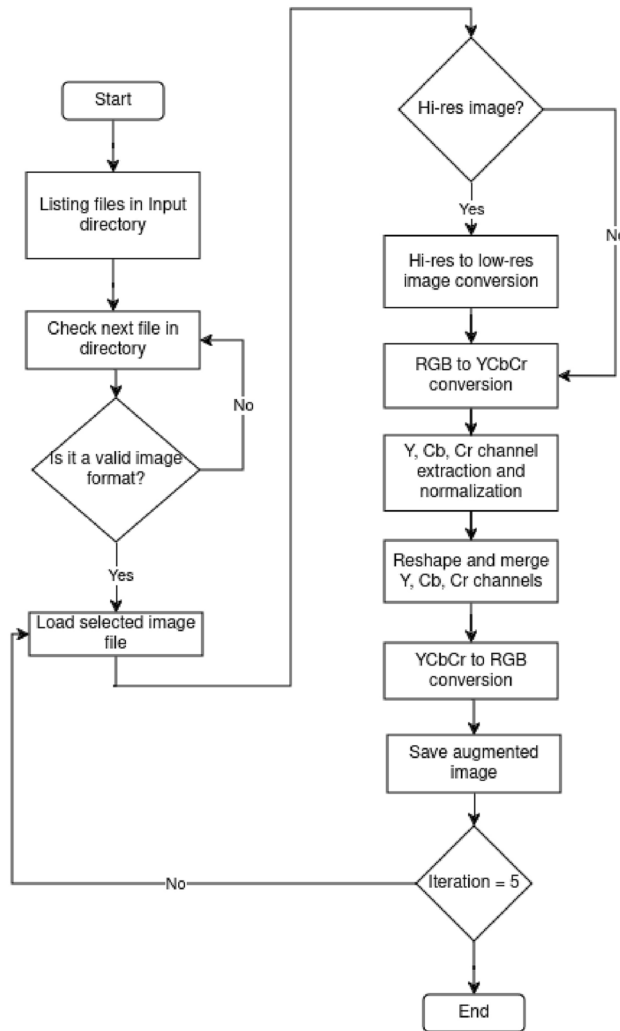 Start
Listing files in Input
directory
Check next file in
directory
No
Is it a valid image
format?
Yes
Load selected image
file
Hi-res image?
No
Yes
Hi-res to low-res
image conversion
RGB to YCbCr
conversion
Y, Cb, Cr channel
extraction and
normalization
Reshape and merge
Y, Cb, Cr channels
YCbCr to RGB
conversion
Save augmented
image
Iteration = 5
No
End